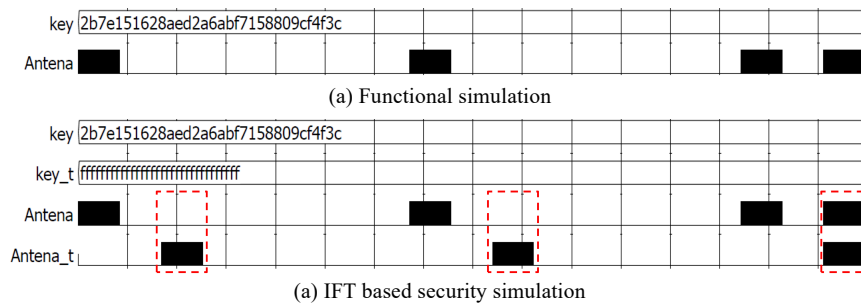 key 2b7e151628aed2a6abf7158809cf4f3c
Antena
(a) Functional simulation
key 2b7e151628aed2a6abf7158809cf4f3c
key_t ffffffffffffffffffffffffffffffff
Antena
Antena_t
(a) IFT based security simulation